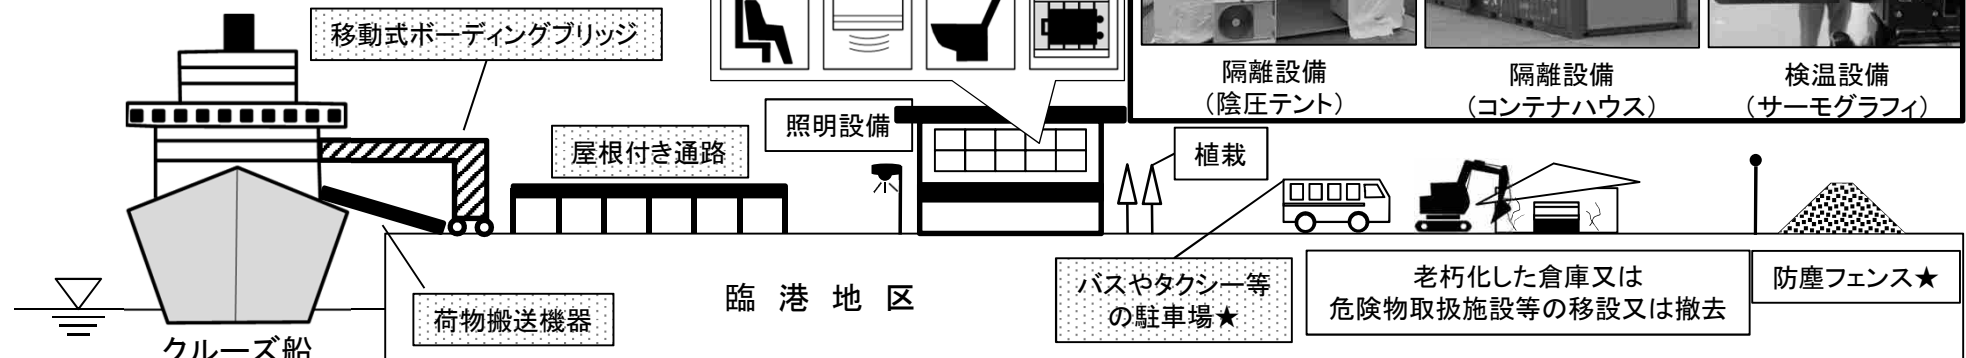 移動式ボーディングブリッジ
隔離設備
(陰圧テント)
隔離設備
(コンテナハウス)
検温設備
(サーモグラフィ)
照明設備
屋根付き通路
植栽
臨港地区
荷物搬送機器
バスやタクシー等
の駐車場★
老朽化した倉庫又は
危険物取扱施設等の移設又は撤去
防塵フェンス★
クルーズ船